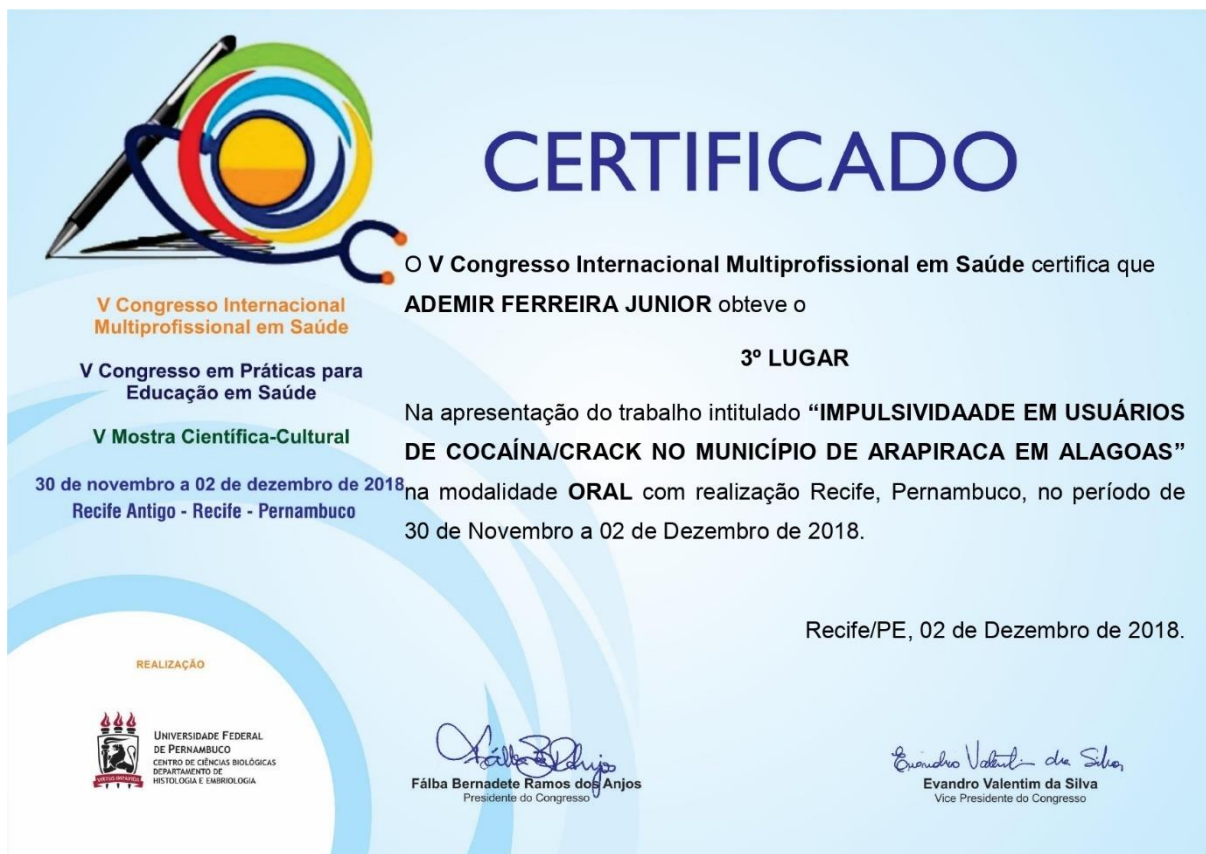 CERTIFICADO
O V Congresso Internacional Multiprofissional em Saúde certifica que
ADEMIR FERREIRA JUNIOR obteve o
3º LUGAR
Na apresentação do trabalho intitulado “IMPULSIVIDAADE EM USUÁRIOS
DE COCAÍNA/CRACK NO MUNICÍPIO DE ARAPIRACA EM ALAGOAS”
na modalidade ORAL com realização Recife, Pernambuco, no período de
30 de Novembro a 02 de Dezembro de 2018.
Recife/PE, 02 de Dezembro de 2018.
V Congresso Internacional
Multiprofissional em Saúde
V Congresso em Práticas para
Educação em Saúde
V Mostra Científica-Cultural
30 de novembro a 02 de dezembro de 2018
Recife Antigo - Recife - Pernambuco
REALIZAÇÃO
UNIVERSIDADE FEDERAL
DE PERNAMBUCO
CENTRO DE CIÊNCIAS BIOLÓGICAS
DEPARTAMENTO DE
HISTOLOGIA E EMBRIOLOGIA
Fálba Bernadete Ramos dos Anjos
Presidente do Congresso
Evandro Valentim da Silva
Evandro Valentim da Silva
Vice Presidente do Congresso